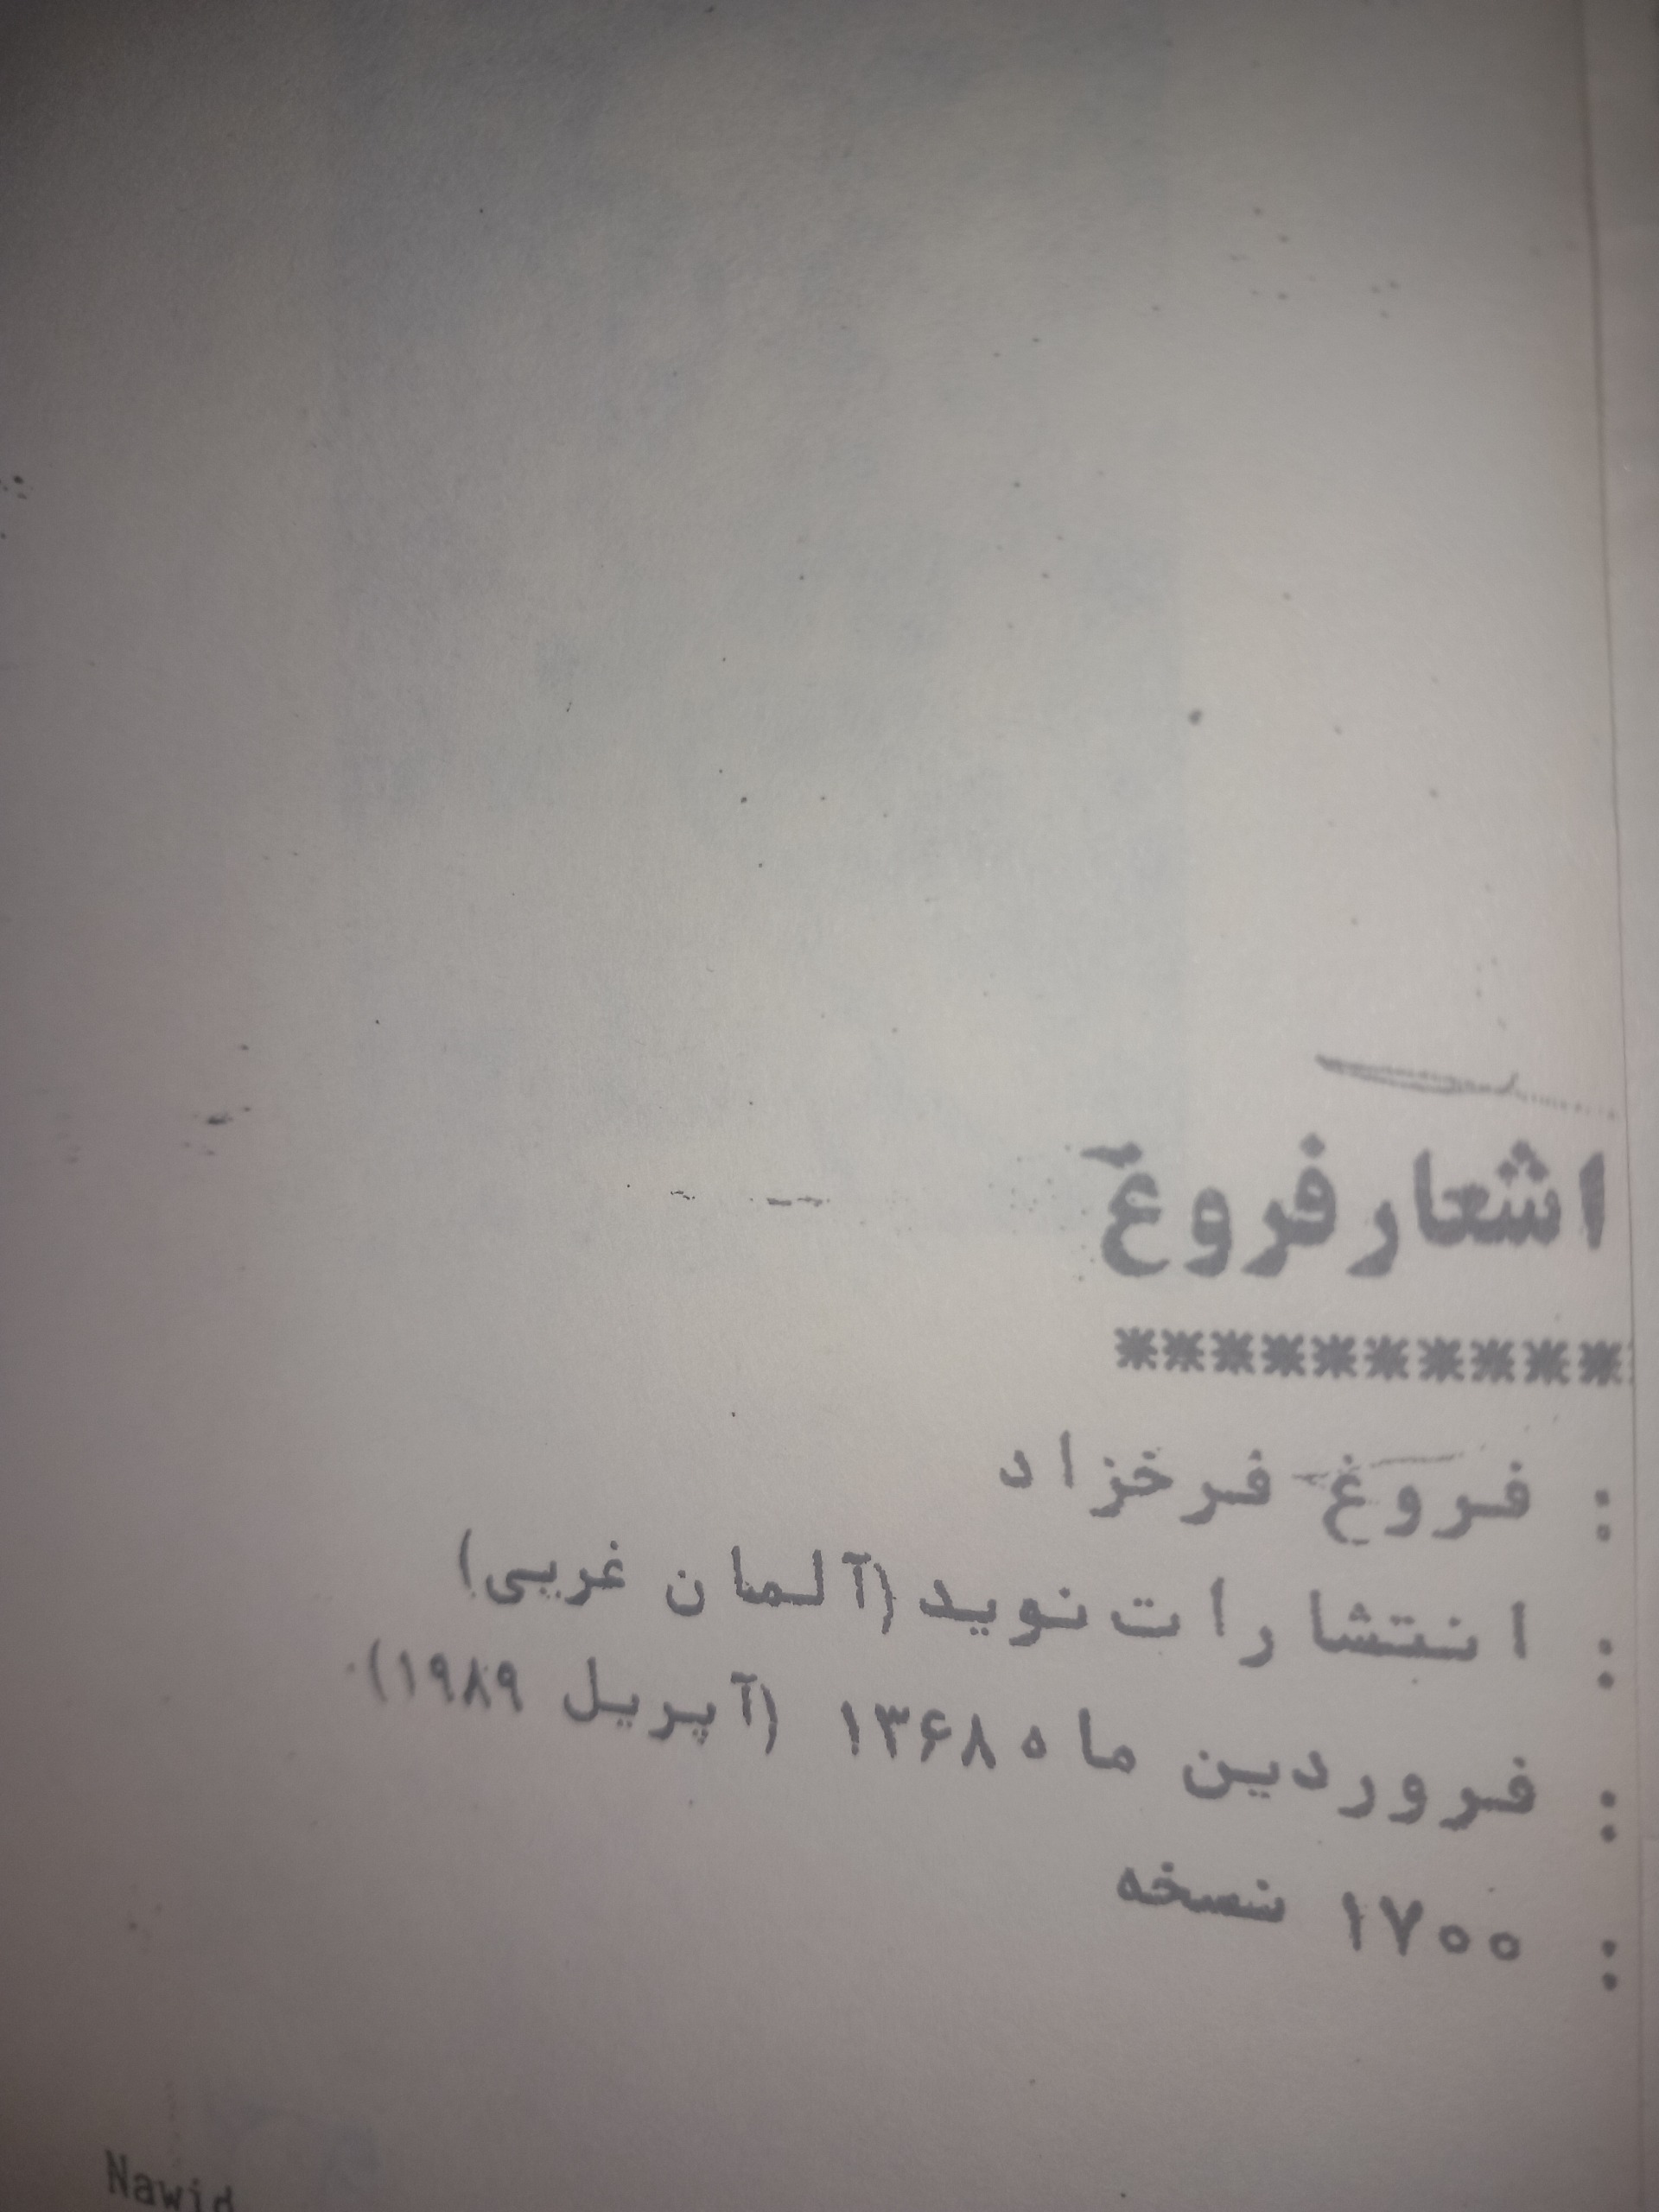 اشعار فروغ
**********
: فروغ فرخزاد
: انتشارات نوید (آلمان غربی)
: فروردین ماه ۱۳۶۸ (آپریل ۱۹۸۹)
: ۱۷۰۰ نسخه
Nawid